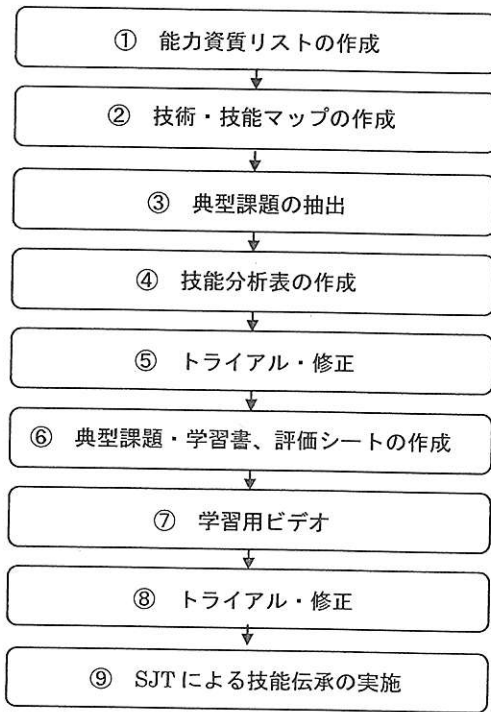 ① 能力資質リストの作成
② 技術・技能マップの作成
③ 典型課題の抽出
④ 技能分析表の作成
⑤ トライアル・修正
⑥ 典型課題・学習書、評価シートの作成
⑦ 学習用ビデオ
⑧ トライアル・修正
⑨ SJTによる技能伝承の実施